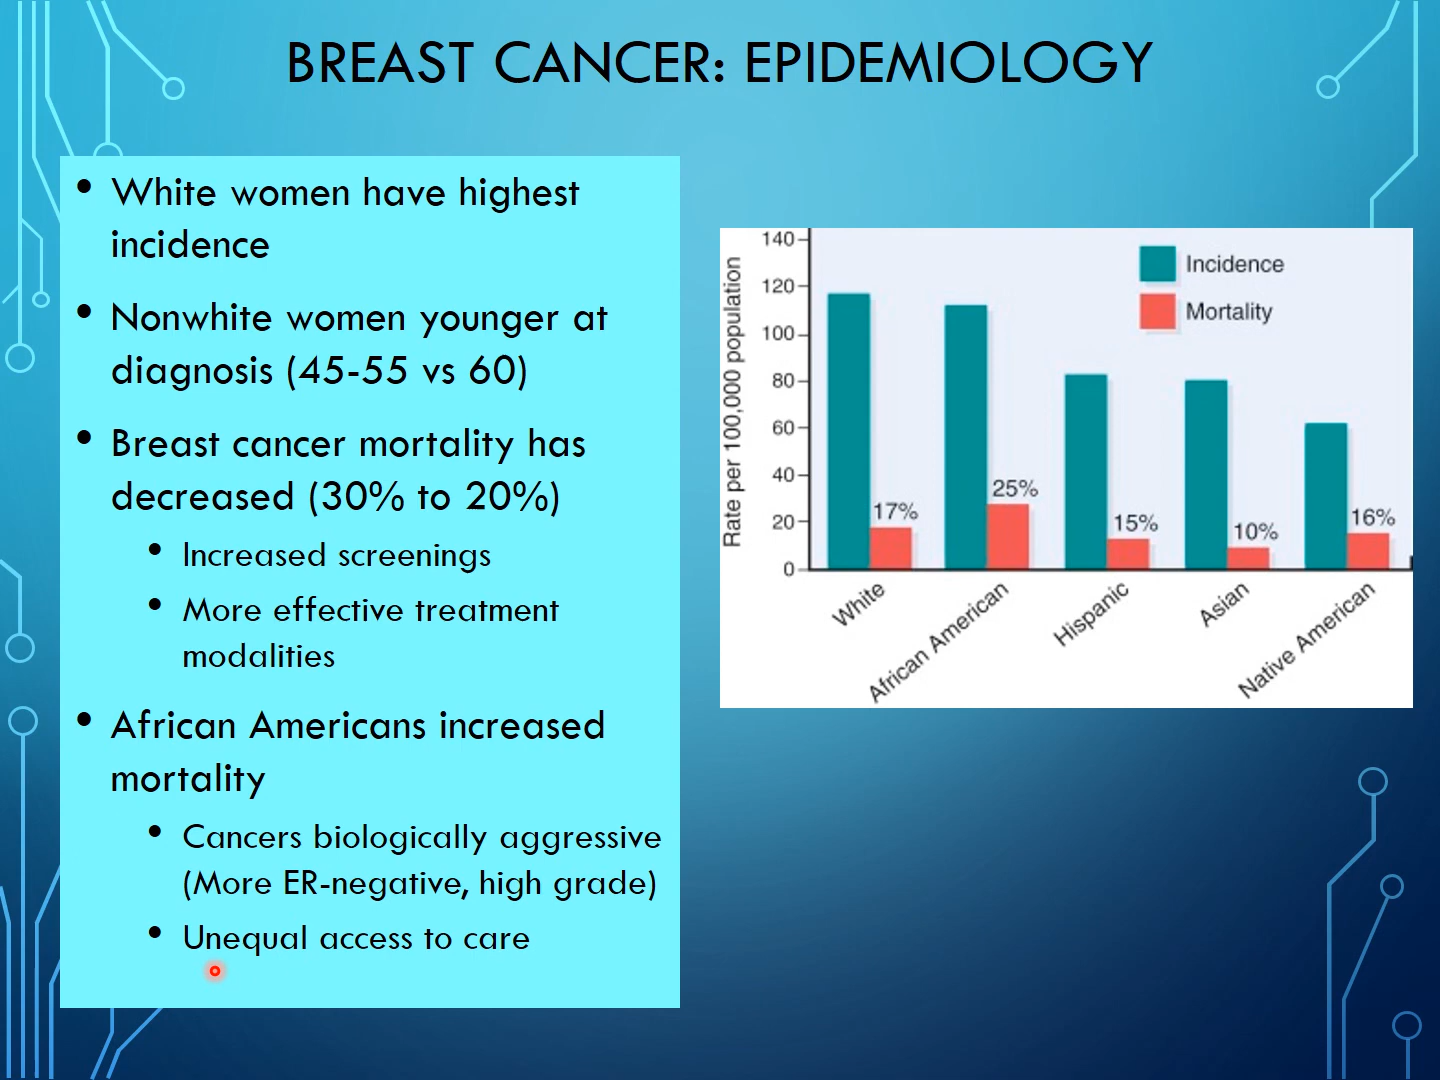 BREAST CANCER: EPIDEMIOLOGY
• White women have highest
incidence
• Nonwhite women younger at
diagnosis (45-55 vs 60)
• Breast cancer mortality has
decreased (30% to 20%)
• Increased screenings
• More effective treatment
modalities
• African Americans increased
mortality
• Cancers biologically aggressive
(More ER-negative, high grade)
• Unequal access to care
Rate per 100,000 population
140
120
100
80
60
40
20
0
Incidence
Mortality
17%
25%
15%
10%
16%
White
African American
Hispanic
Asian
Native American